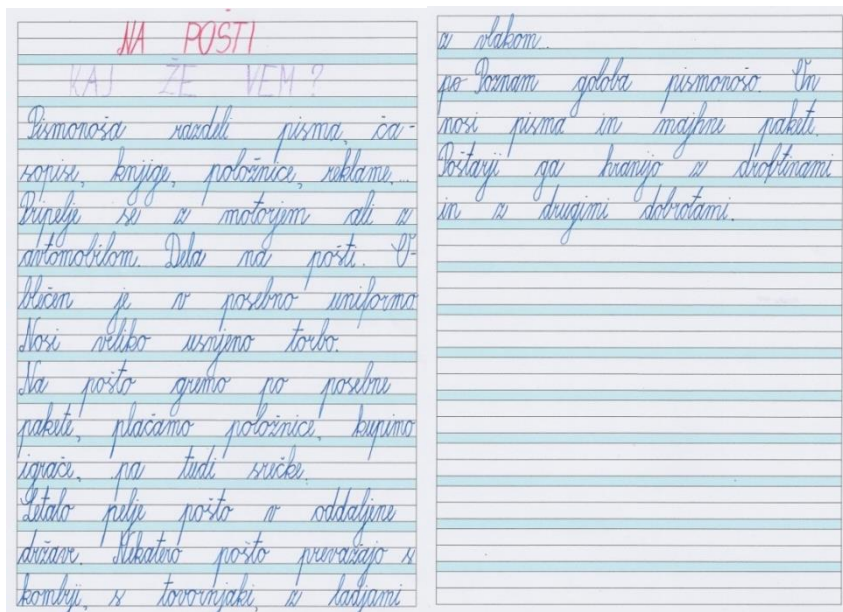 NA POŠTI
KAJ ŽE VEM?
Pismonoša razdeli pisma, ča-
sopise, knjige, položnice, reklame,...
Pripelje se z motorjem ali z
avtomobilom. Dela na pošti. O-
blečen je v posebno uniformo
Nosi veliko usnjeno torbo.
Na pošto gremo po posebne
pakete, plačamo položnice, kupimo
igrače, pa tudi srečke.
Letalo pelje pošto v oddaljene
države. Nekatero pošto prevažajo s
kombiji, s tovornjaki, z ladjami
z vlakom...
po Poznam goloba pismonošo. On
nosi pisma in majhne pakete.
Poštarji ga hranijo z drobtinami
in z drugimi dobrotami.